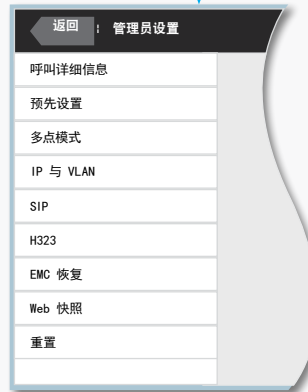 返回 ¦ 管理员设置
呼叫详细信息
预先设置
多点模式
IP 与 VLAN
SIP
H323
EMC 恢复
Web 快照
重置